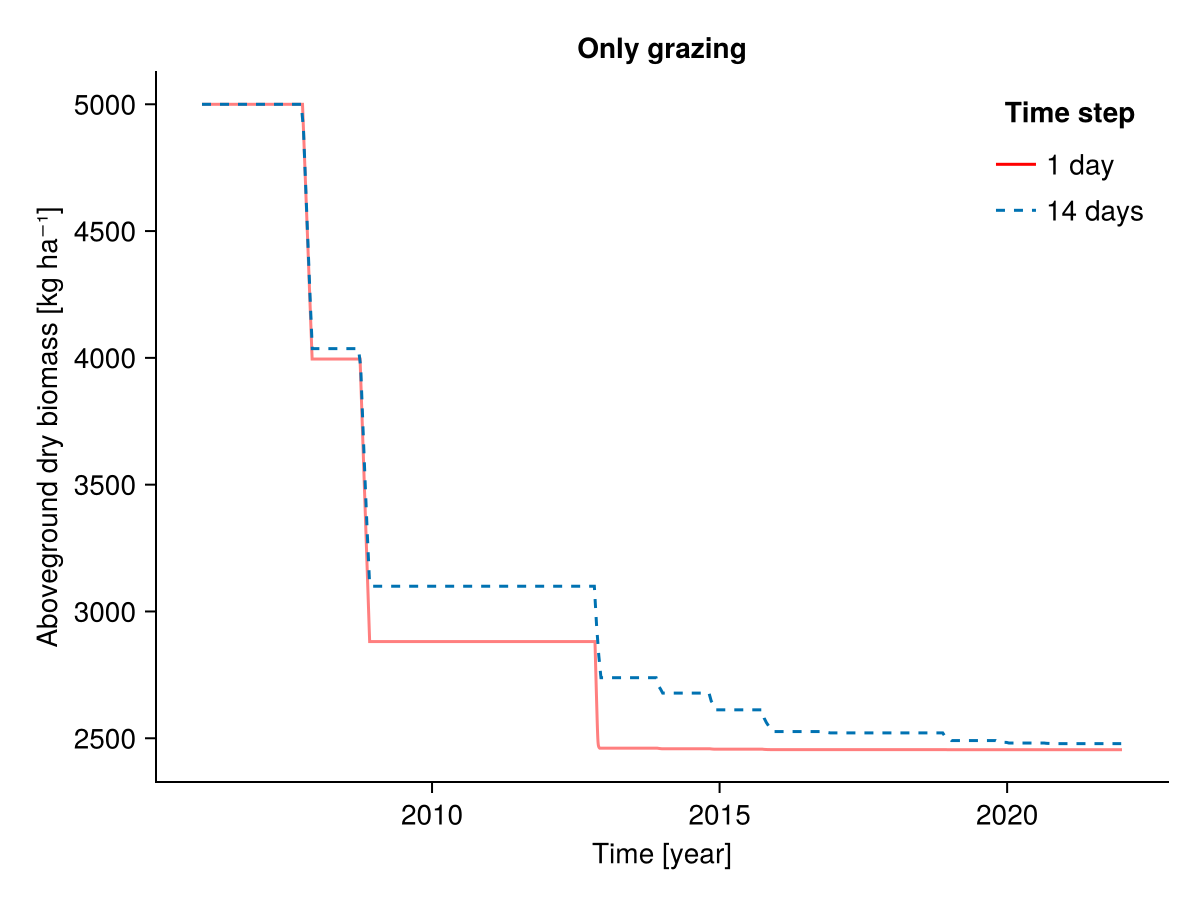 Only grazing
Time step
1 day
14 days
Aboveground dry biomass [kg ha⁻¹]
5000
4500
4000
3500
3000
2500
2010
2015
2020
Time [year]